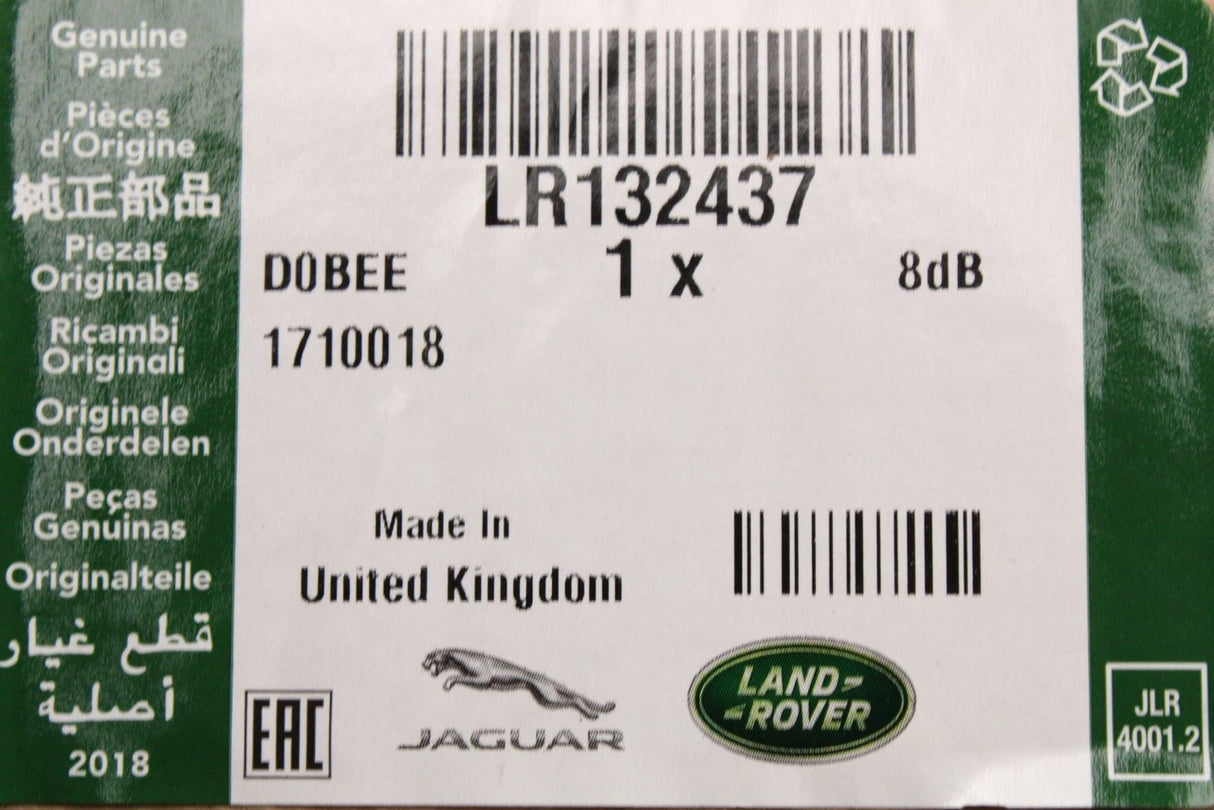 Genuine
Parts
Pièces
d'Origine
純正部品
Piezas
Originales
Ricambi
Originali
Originele
Onderdelen
Peças
Genuinas
Originalteile
قطع غيار
أصلية
2018
LR132437
D0BEE 1 x 8dB
1710018
Made In
United Kingdom
EAC
JAGUAR
LAND-
-ROVER
JLR
4001.2